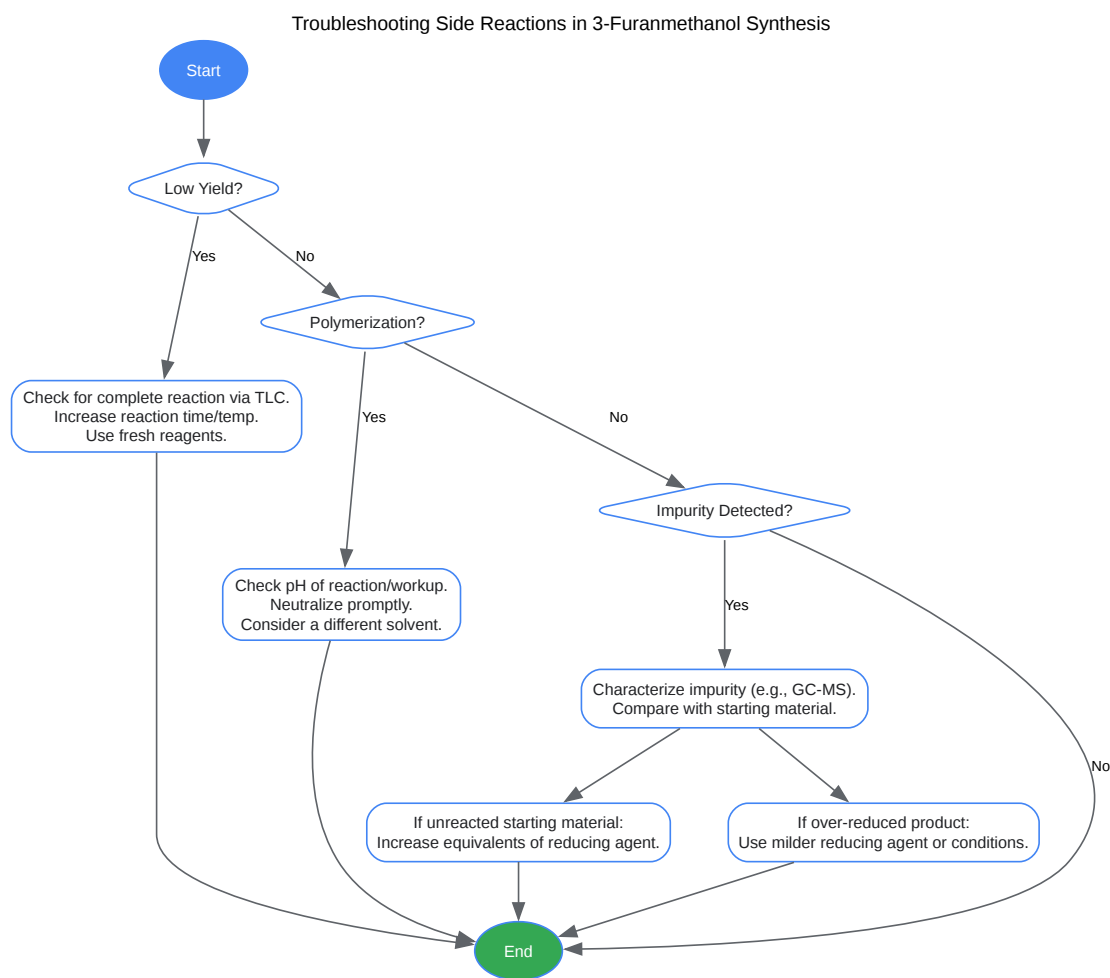 Troubleshooting Side Reactions in 3-Furanmethanol Synthesis
Start
Low Yield?
Yes
No
Polymerization?
Check for complete reaction via TLC.
Increase reaction time/temp.
Use fresh reagents.
Yes
No
Impurity Detected?
Check pH of reaction/workup.
Neutralize promptly.
Consider a different solvent.
Yes
Characterize impurity (e.g., GC-MS).
Compare with starting material.
No
If unreacted starting material:
Increase equivalents of reducing agent.
If over-reduced product:
Use milder reducing agent or conditions.
End